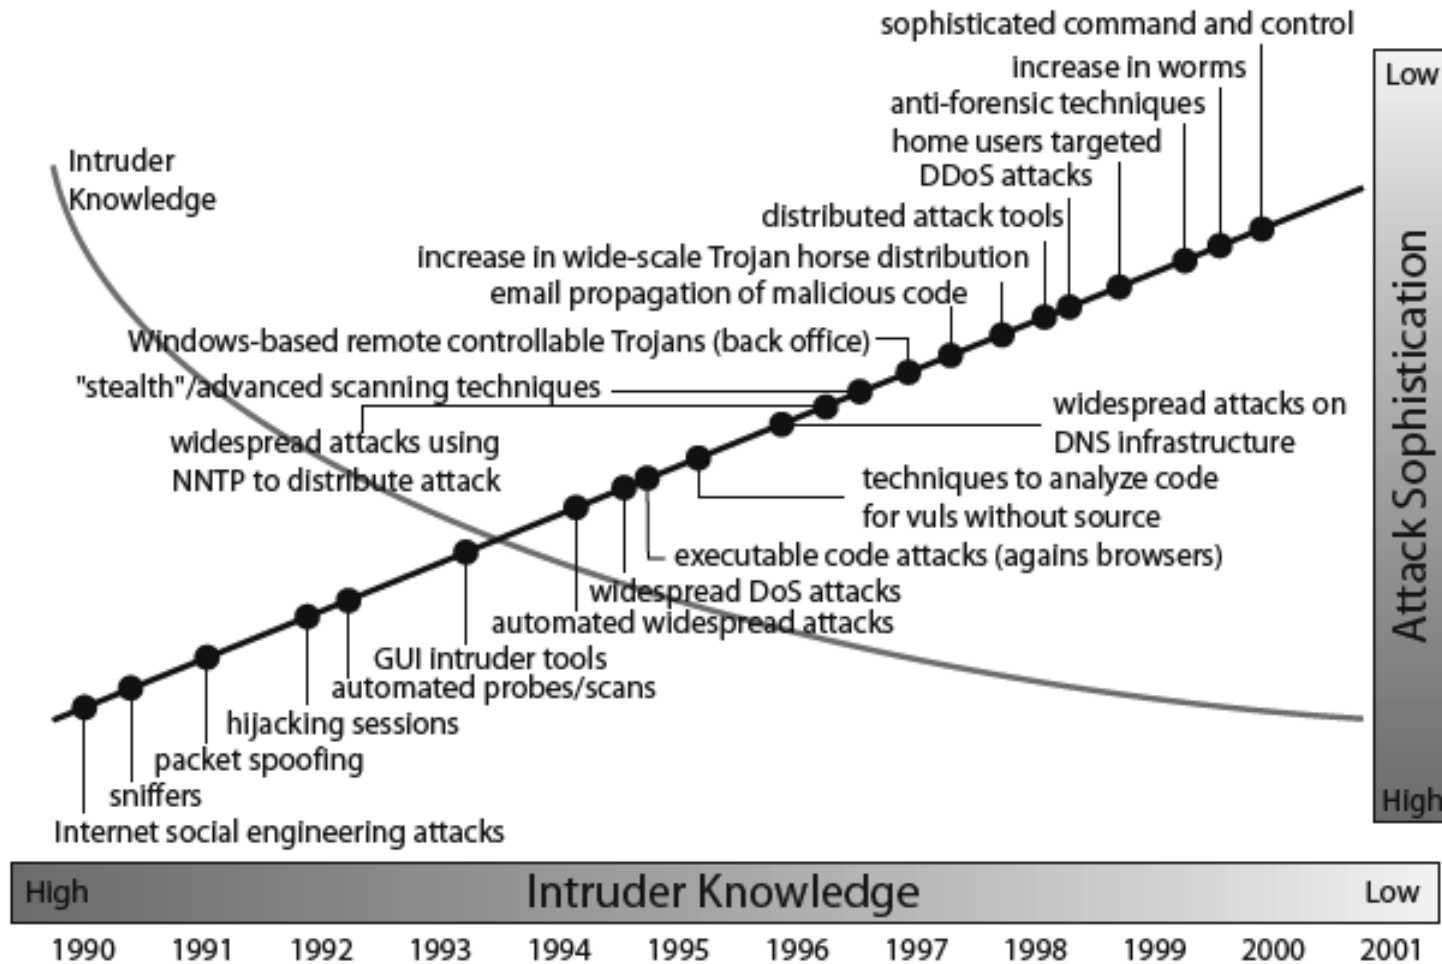 sophisticated command and control
increase in worms
Low
anti-forensic techniques
home users targeted
Intruder
Knowledge
DDoS attacks
distributed attack tools
increase in wide-scale Trojan horse distribution
email propagation of malicious code
Windows-based remote controllable Trojans (back office)
"stealth"/advanced scanning techniques
widespread attacks using
NNTP to distribute attack
widespread attacks on
DNS infrastructure
techniques to analyze code
for vuls without source
executable code attacks (agains browsers)
widespread DoS attacks
automated widespread attacks
GUI intruder tools
automated probes/scans
hijacking sessions
packet spoofing
sniffers
Internet social engineering attacks
Attack Sophistication
High
High Intruder Knowledge Low
1990 1991 1992 1993 1994 1995 1996 1997 1998 1999 2000 2001